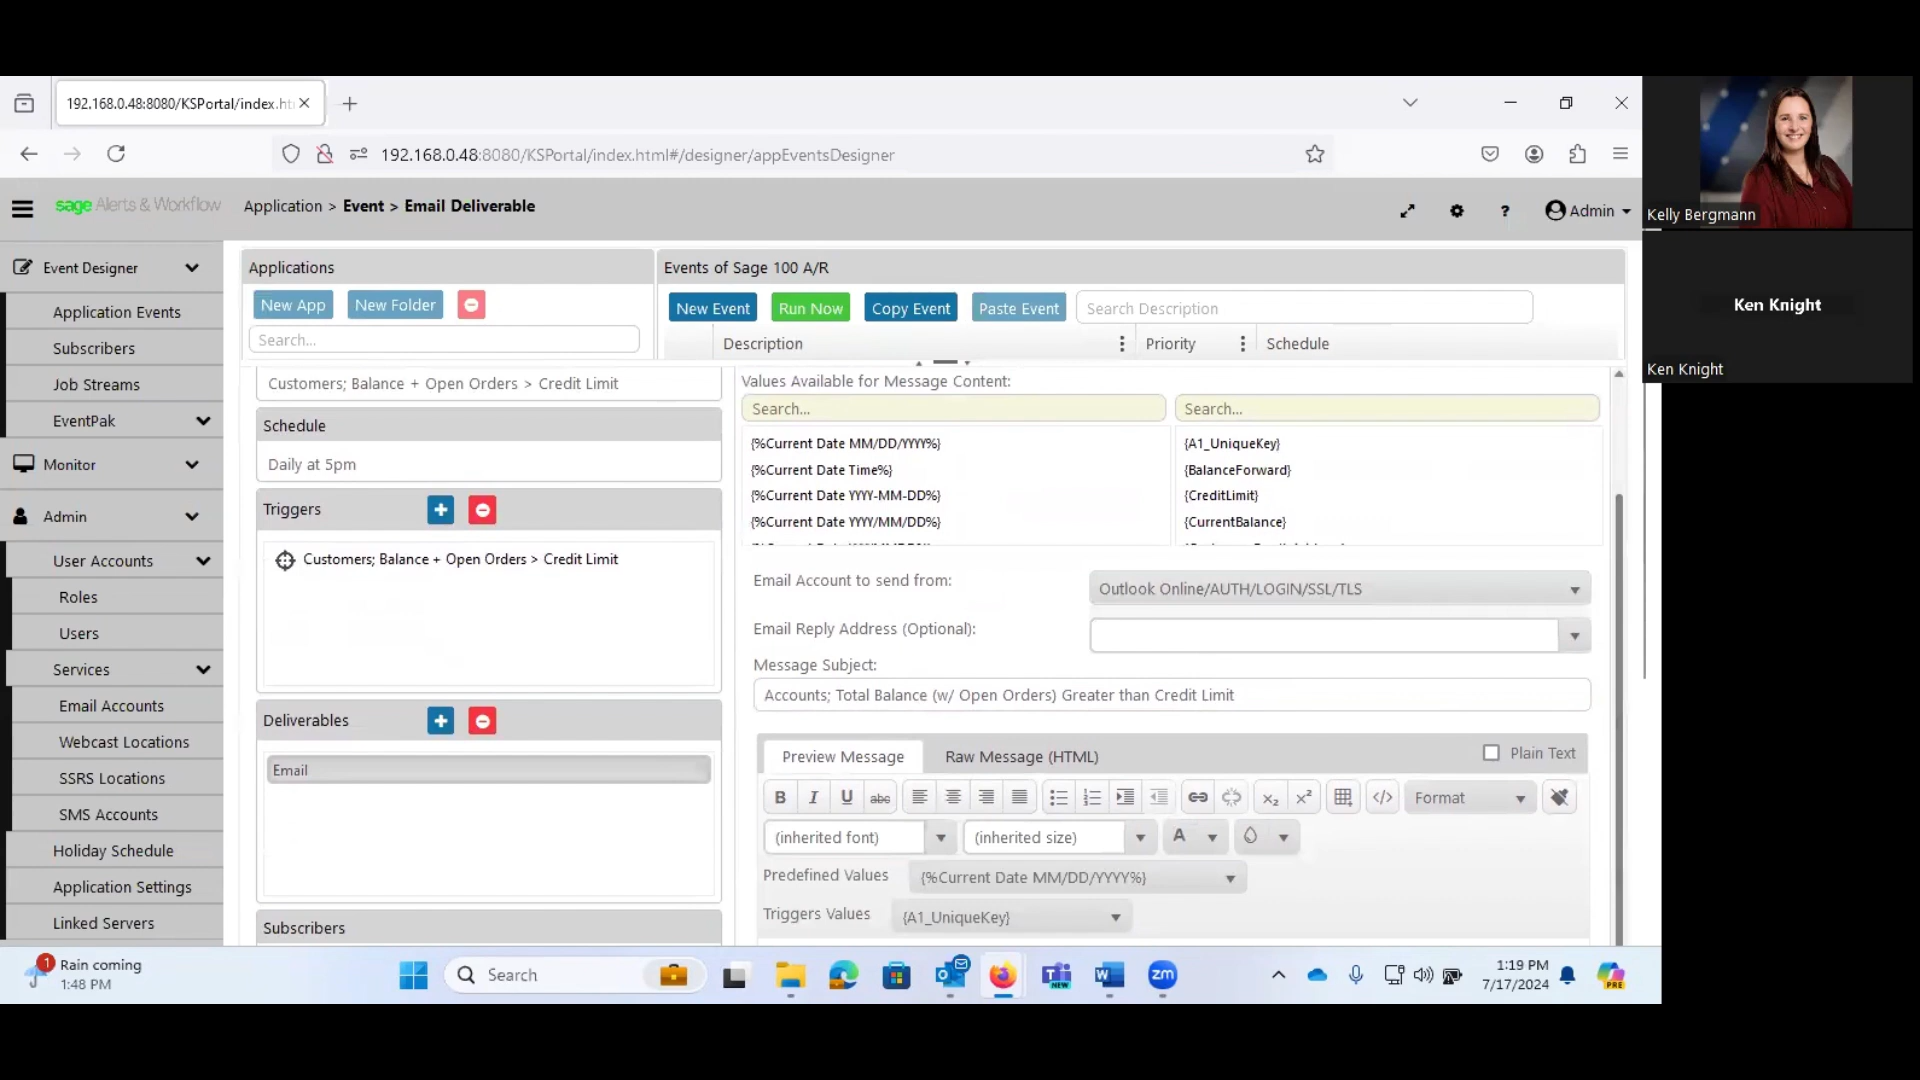 192.168.0.48:8080/KSPortal/index.ht
192.168.0.48:8080/KSPortal/index.html#/designer/appEventsDesigner
sage Alerts & Workflow
Application > Event > Email Deliverable
?
Admin
Event Designer
Application Events
Subscribers
Job Streams
EventPak
Monitor
Admin
User Accounts
Roles
Users
Services
Email Accounts
Webcast Locations
SSRS Locations
SMS Accounts
Holiday Schedule
Application Settings
Linked Servers
Applications
New App
New Folder
Search...
Events of Sage 100 A/R
New Event
Run Now
Copy Event
Paste Event
Search Description
Description
Priority
Schedule
Customers; Balance + Open Orders > Credit Limit
Schedule
Daily at 5pm
Triggers
Customers; Balance + Open Orders > Credit Limit
Deliverables
Email
Subscribers
Values Available for Message Content:
Search...
Search...
{%Current Date MM/DD/YYYY%}
{%Current Date Time%}
{%Current Date YYYY-MM-DD%}
{%Current Date YYYY/MM/DD%}
{A1_UniqueKey}
{BalanceForward}
{CreditLimit}
{CurrentBalance}
Email Account to send from:
Outlook Online/AUTH/LOGIN/SSL/TLS
Email Reply Address (Optional):
Message Subject:
Accounts; Total Balance (w/ Open Orders) Greater than Credit Limit
Preview Message
Raw Message (HTML)
Plain Text
B I U abc
Format
(inherited font)
(inherited size)
A
Predefined Values
{%Current Date MM/DD/YYYY%}
Triggers Values
{A1_UniqueKey}
Kelly Bergmann
Ken Knight
Ken Knight
1
Rain coming
1:48 PM
Search
NEW
zm
1:19 PM
7/17/2024
PRE